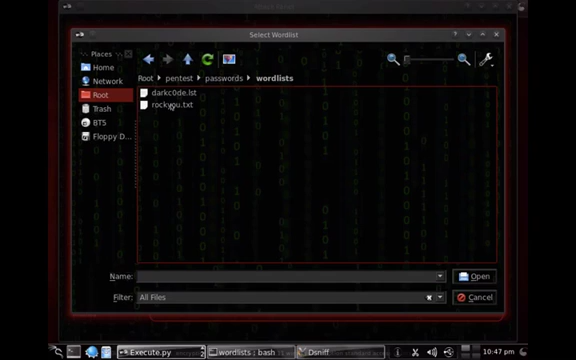 Select Wordlist
Places
Root pentest passwords wordlists
Home
Network
Root
Trash
BT5
Floppy D...
darkc0de.lst
rockyou.txt
Name:
Open
Filter: All Files
Cancel
Execute.py
wordlists : bash
Dsniff
10:47 pm